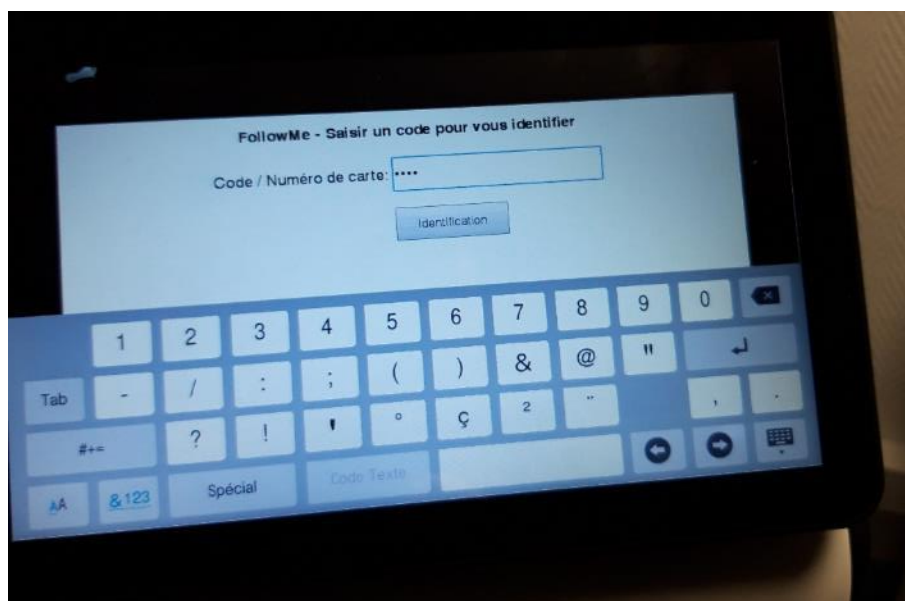 FollowMe - Saisir un code pour vous identifier
Code / Numéro de carte: ••••
Identification
1 2 3 4 5 6 7 8 9 0
Tab - / : ; ( ) & @ "
#+= ? ! ' ° ç ² ¨ , .
AA &123 Spécial Code Texte